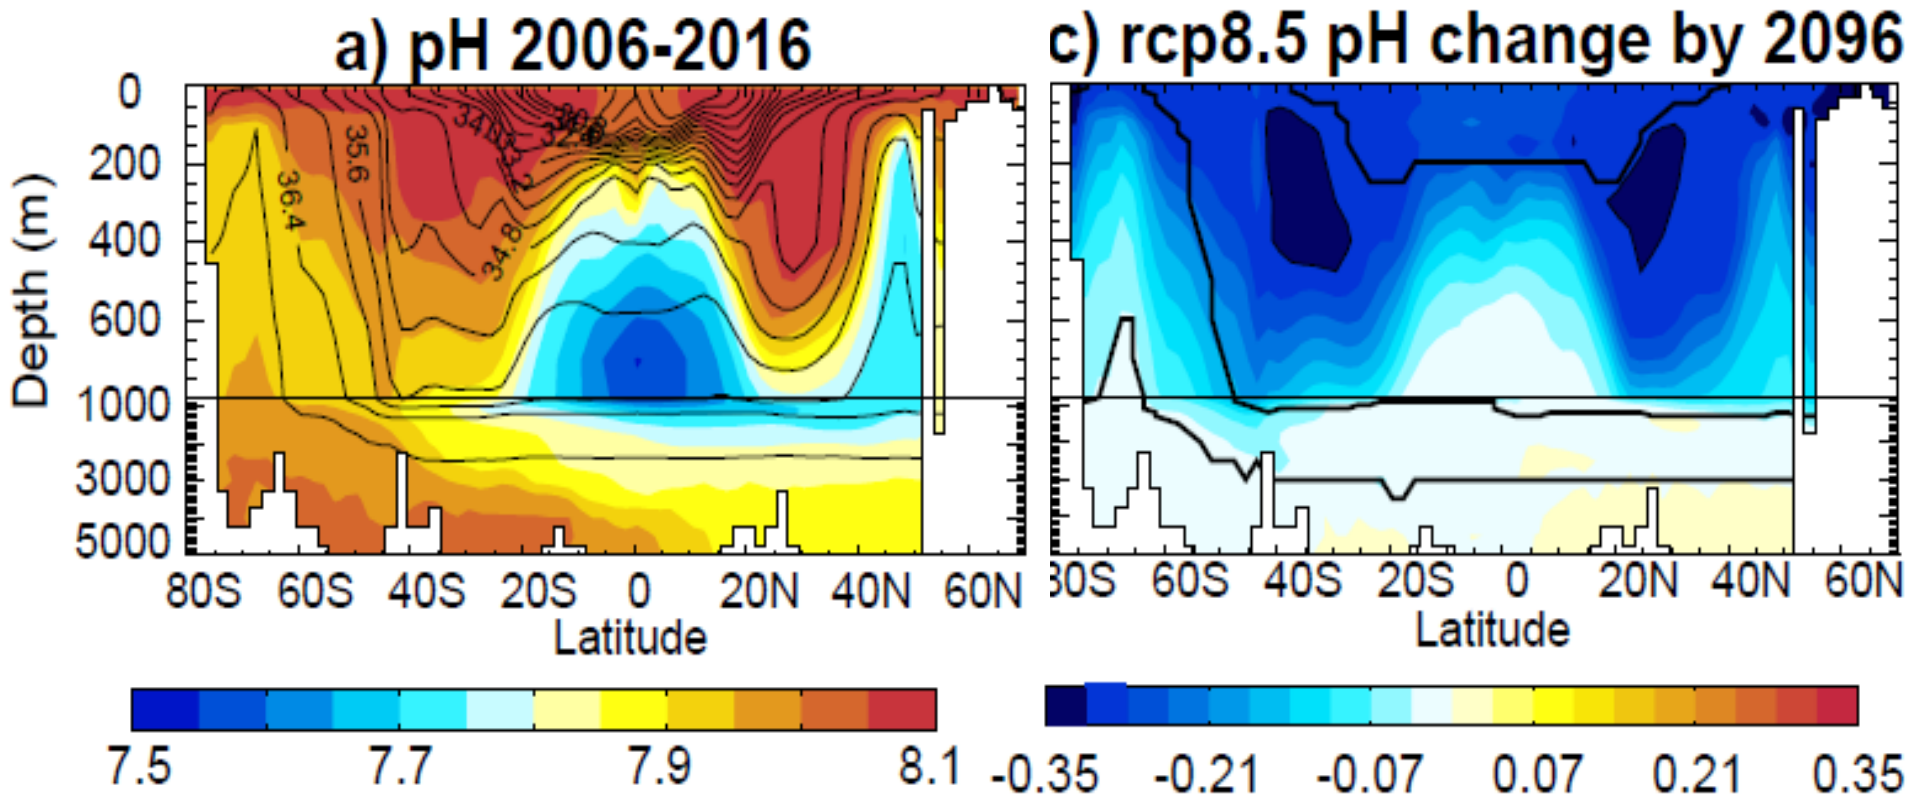 a) pH 2006-2016
c) rcp8.5 pH change by 2096
Depth (m)
0
200
400
600
1000
3000
5000
35.6
36.4
34.8
80S 60S 40S 20S 0 20N 40N 60N
Latitude
80S 60S 40S 20S 0 20N 40N 60N
Latitude
7.5 7.7 7.9 8.1
-0.35 -0.21 -0.07 0.07 0.21 0.35